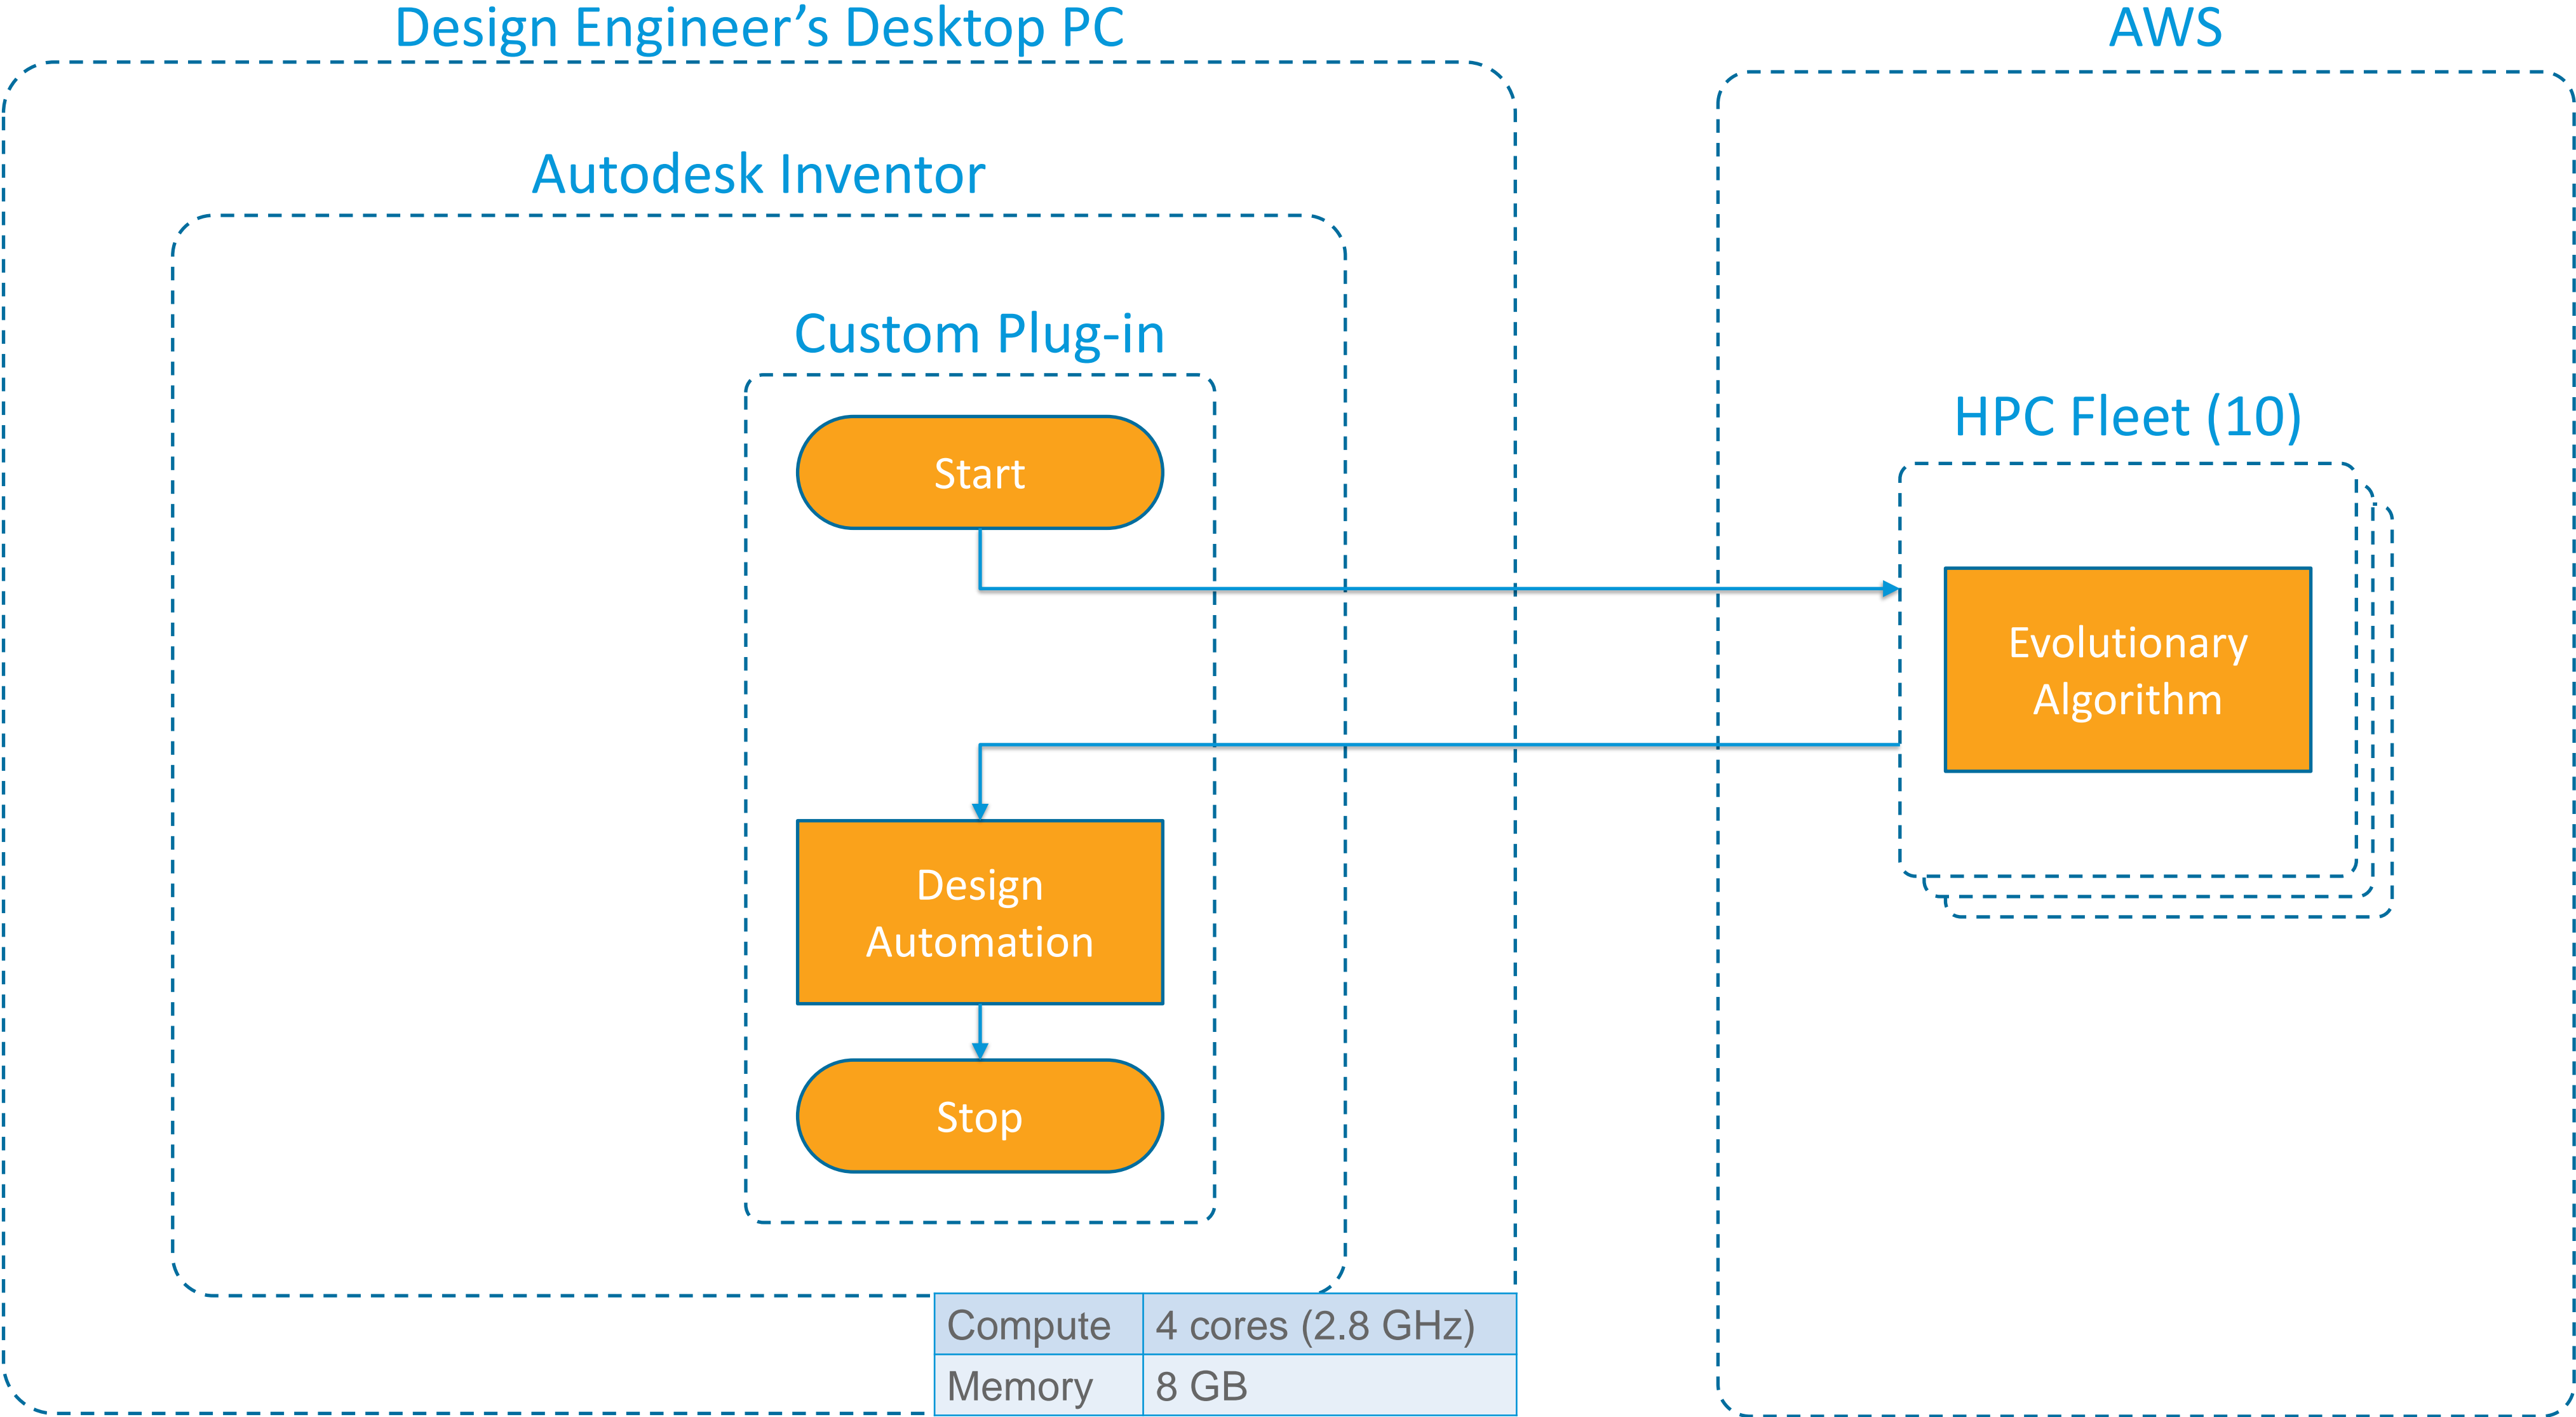 Design Engineer’s Desktop PC
AWS
Autodesk Inventor
Custom Plug-in
HPC Fleet (10)
Start
Evolutionary
Algorithm
Design
Automation
Stop
Compute 4 cores (2.8 GHz)
Memory 8 GB